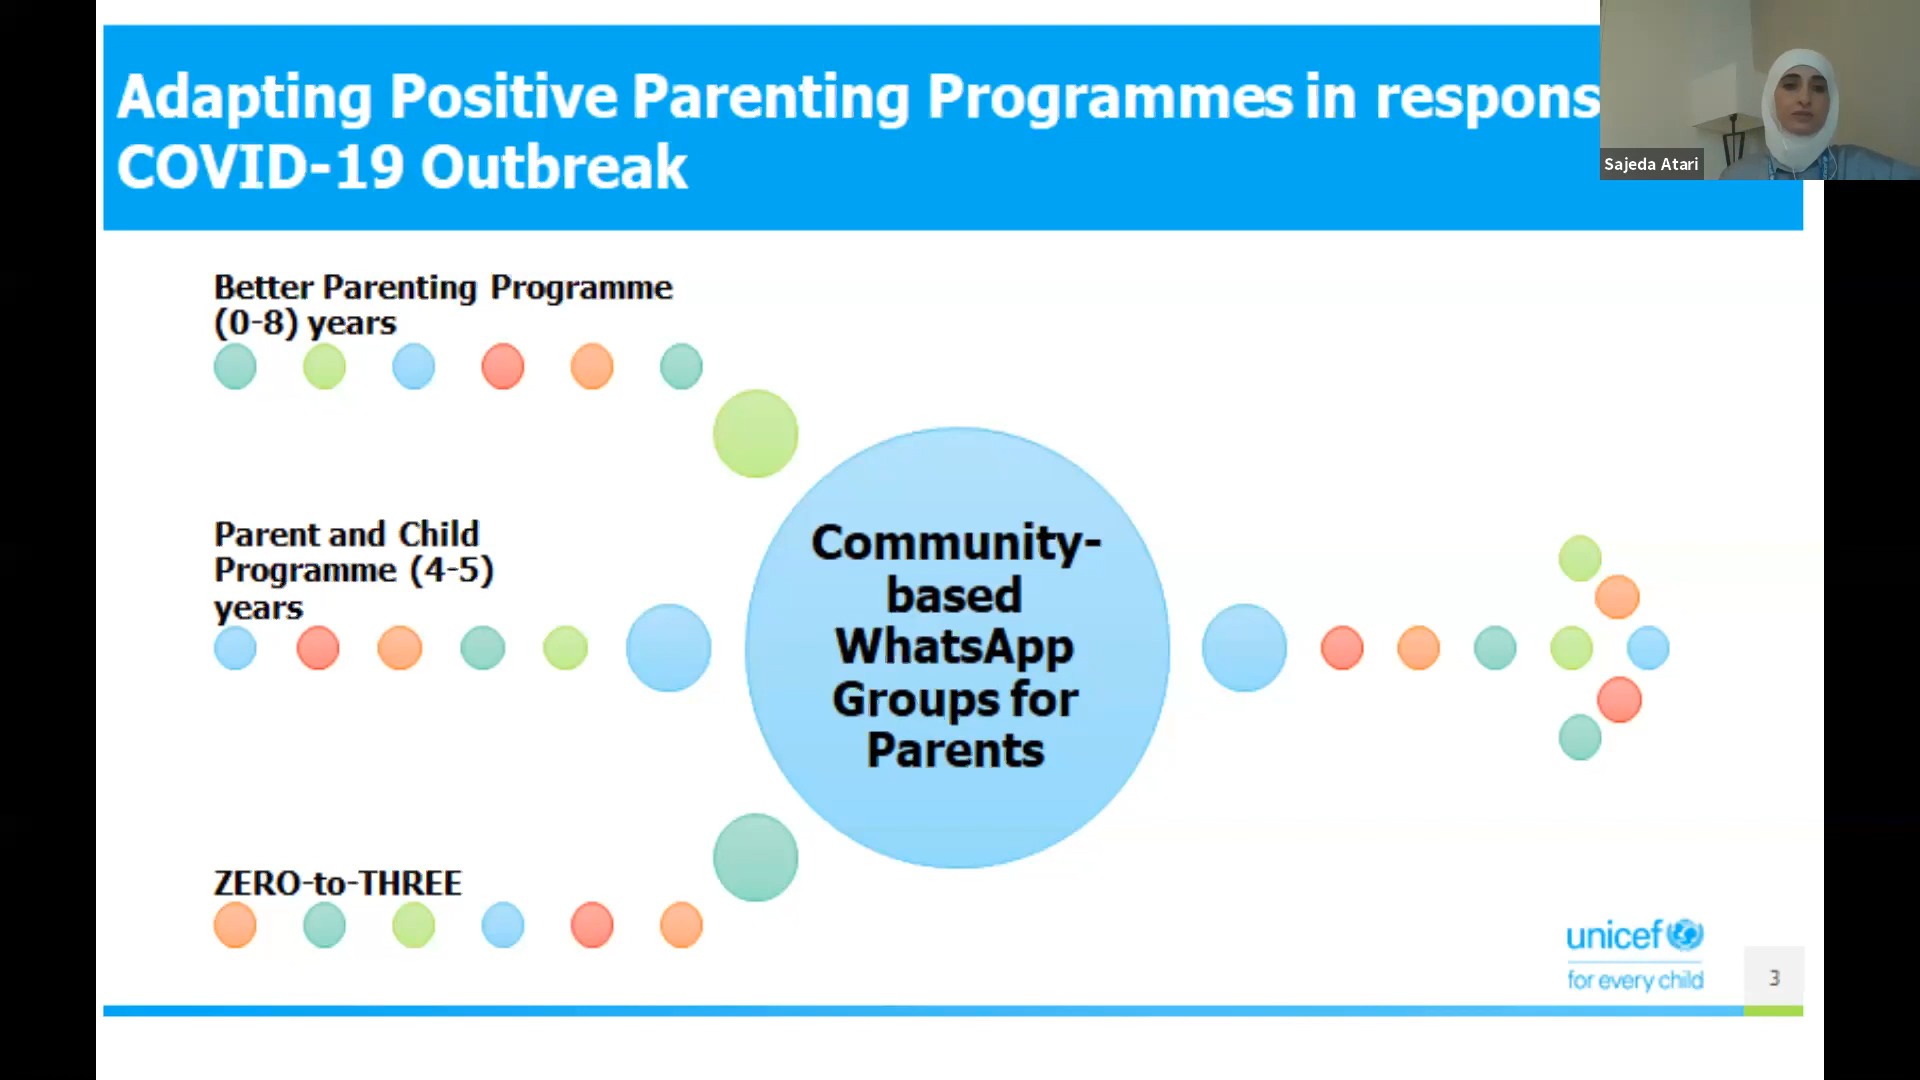 Adapting Positive Parenting Programmes in respons
COVID-19 Outbreak
Sajeda Atari
Better Parenting Programme
(0-8) years
Parent and Child
Programme (4-5)
years
Community-
based
WhatsApp
Groups for
Parents
ZERO-to-THREE
unicef
for every child
3